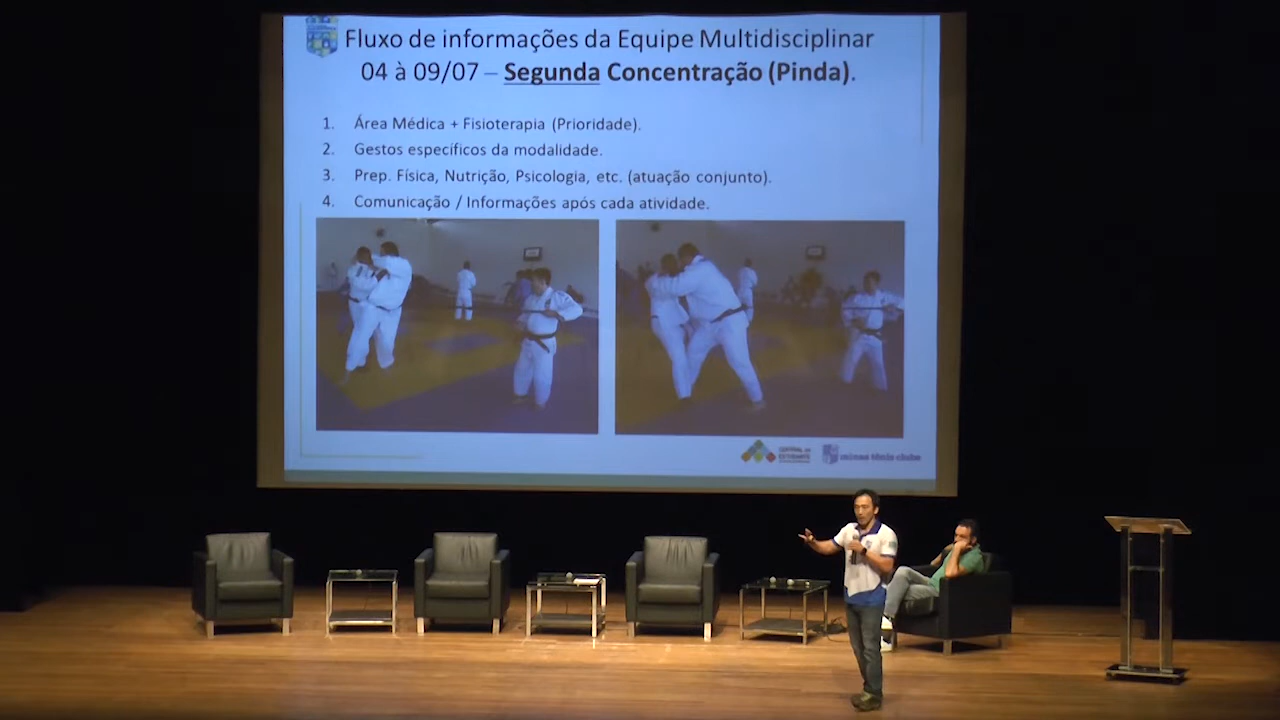 Fluxo de informações da Equipe Multidisciplinar
04 à 09/07 – Segunda Concentração (Pinda).
1. Área Médica + Fisioterapia (Prioridade).
2. Gestos específicos da modalidade.
3. Prep. Física, Nutrição, Psicologia, etc. (atuação conjunto).
4. Comunicação / Informações após cada atividade.
minas tênis clube